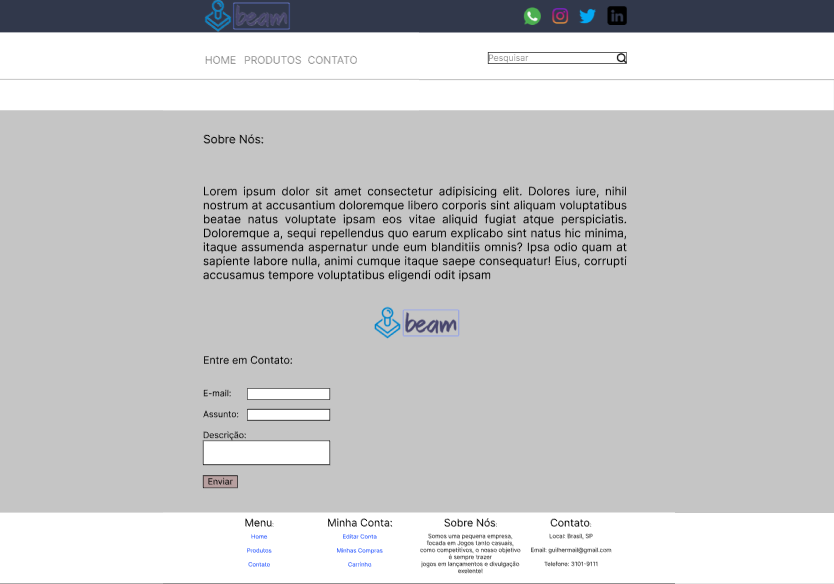 beam
HOME PRODUTOS CONTATO
Pesquisar
Sobre Nós:
Lorem ipsum dolor sit amet consectetur adipisicing elit. Dolores iure, nihil
nostrum at accusantium doloremque libero corporis sint aliquam voluptatibus
beatae natus voluptate ipsam eos vitae aliquid fugiat atque perspiciatis.
Doloremque a, sequi repellendus quo earum explicabo sint natus hic minima,
itaque assumenda aspernatur unde eum blanditiis omnis? Ipsa odio quam at
sapiente labore nulla, animi cumque itaque saepe consequatur! Eius, corrupti
accusamus tempore voluptatibus eligendi odit ipsam
beam
Entre em Contato:
E-mail:
Assunto:
Descrição:
Enviar
Menu:
Home
Produtos
Contato
Minha Conta:
Editar Conta
Minhas Compras
Carrinho
Sobre Nós:
Somos uma pequena empresa,
focada em Jogos tanto casuais,
como competitivos, o nosso objetivo
é sempre trazer
jogos em lançamentos e divulgação
exelente!
Contato:
Local: Brasil, SP
Email: guilhermail@gmail.com
Telefone: 3101-9111